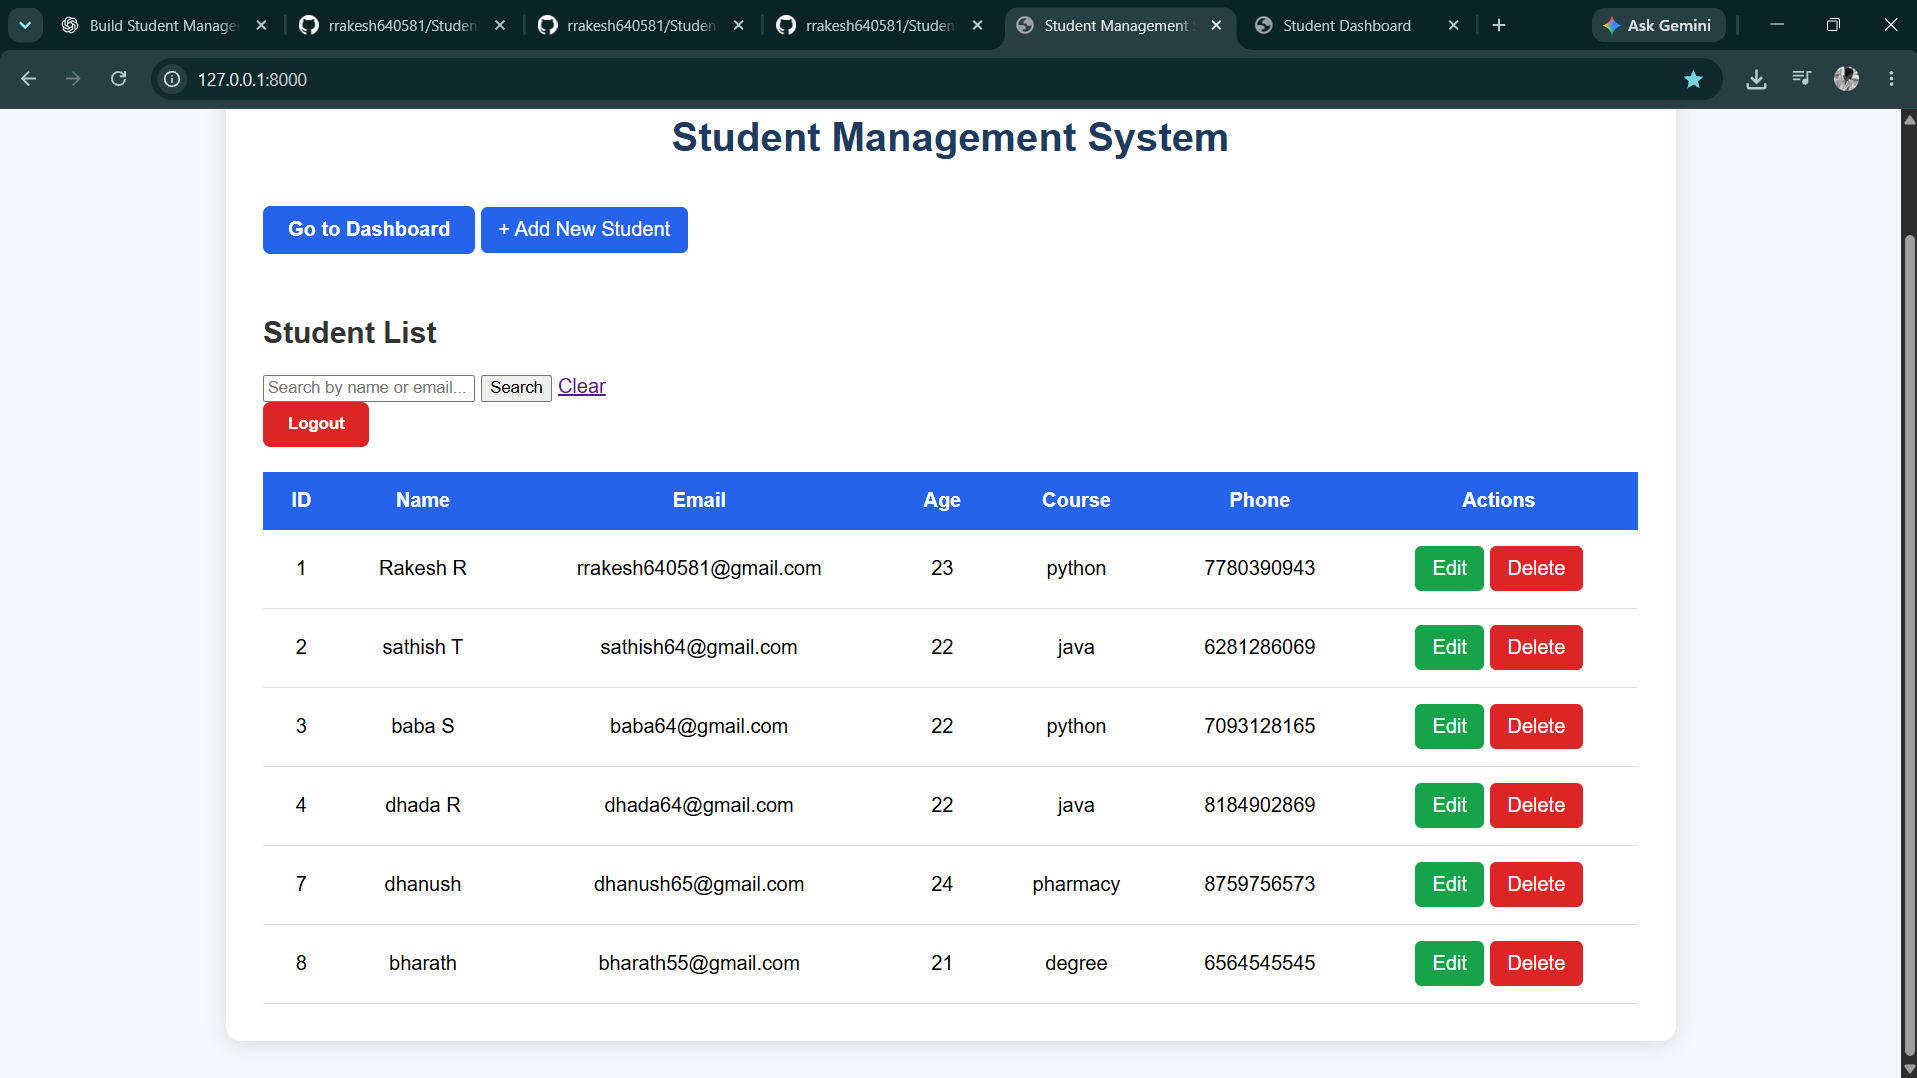 Build Student Manage
rrakesh640581/Studen
rrakesh640581/Studen
rrakesh640581/Studen
Student Management
Student Dashboard
Ask Gemini
127.0.0.1:8000
Student Management System
Go to Dashboard
+ Add New Student
Student List
Search by name or email...
Search
Clear
Logout
ID Name Email Age Course Phone Actions
1 Rakesh R rrakesh640581@gmail.com 23 python 7780390943 Edit Delete
2 sathish T sathish64@gmail.com 22 java 6281286069 Edit Delete
3 baba S baba64@gmail.com 22 python 7093128165 Edit Delete
4 dhada R dhada64@gmail.com 22 java 8184902869 Edit Delete
7 dhanush dhanush65@gmail.com 24 pharmacy 8759756573 Edit Delete
8 bharath bharath55@gmail.com 21 degree 6564545545 Edit Delete